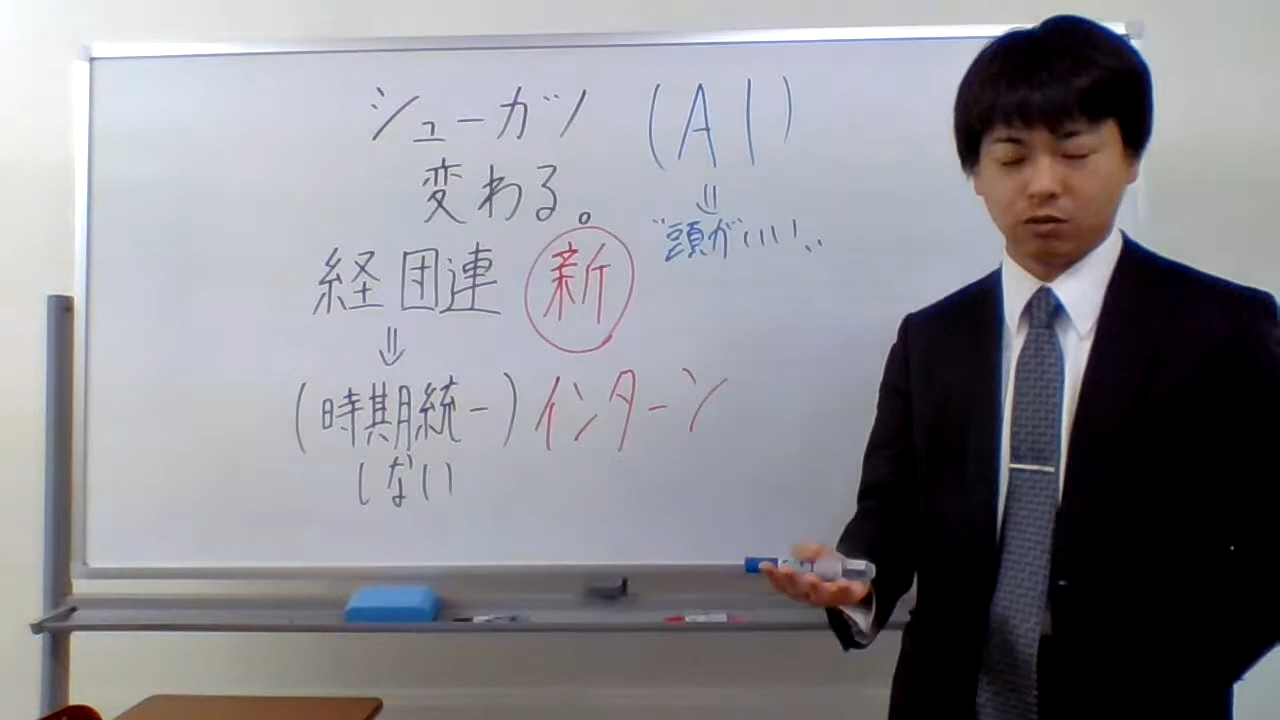 シューカツ (AI)
変わる。 ⇓
"頭がいい"
経団連 新
⇓
(時期統一) インターン
しない